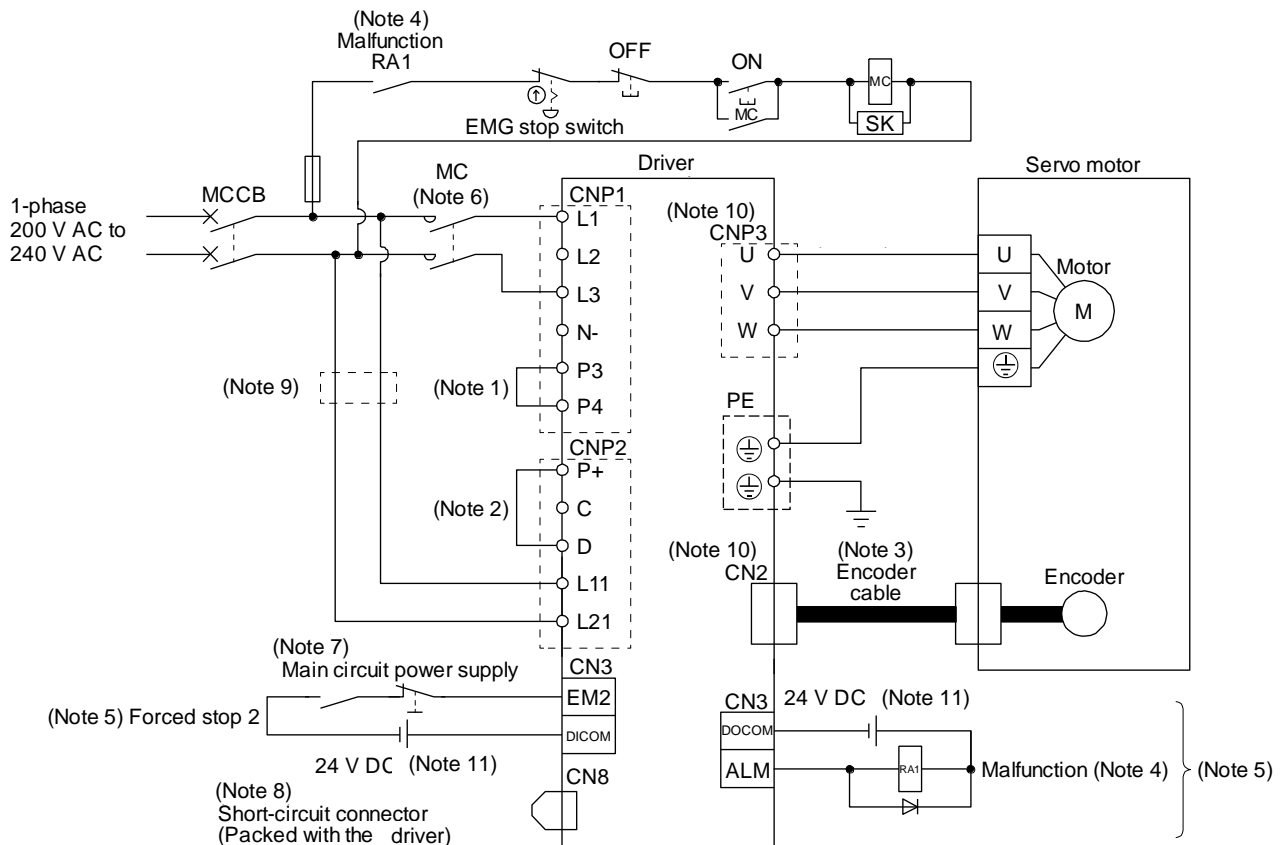 (Note 4)
Malfunction
RA1
OFF
ON
MC
MC
SK
EMG stop switch
Driver
Servo motor
1-phase
200 V AC to
240 V AC
MCCB
MC
(Note 6)
CNP1
L1
L2
L3
N-
P3
P4
(Note 1)
(Note 9)
(Note 10)
CNP3
U
V
W
U
V
W
Motor
M
PE
CNP2
P+
C
D
L11
L21
(Note 2)
(Note 10)
CN2
(Note 3)
Encoder
cable
Encoder
(Note 7)
Main circuit power supply
CN3
EM2
DICOM
(Note 5) Forced stop 2
24 V DC (Note 11)
CN3
DOCOM
ALM
24 V DC (Note 11)
RA1
Malfunction (Note 4)
(Note 5)
CN8
(Note 8)
Short-circuit connector
(Packed with the driver)